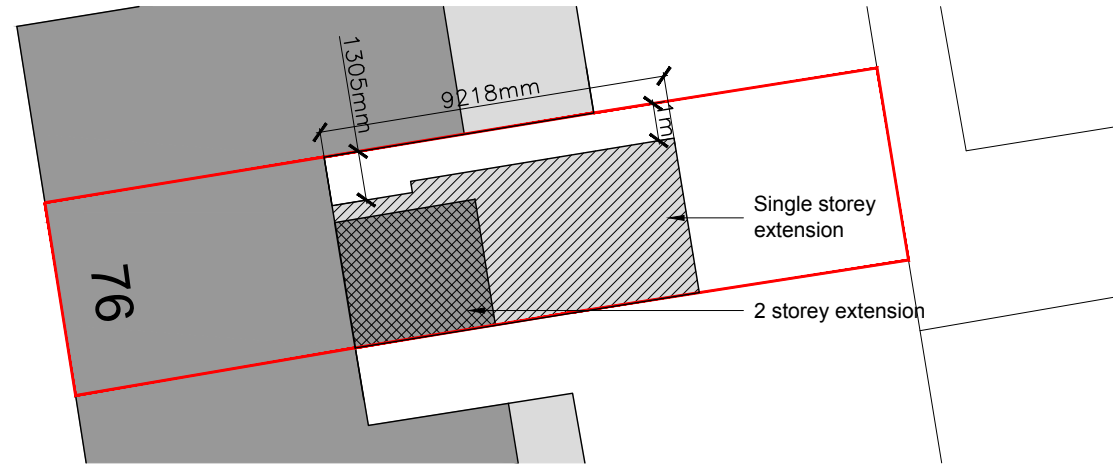 1305mm
9218mm
1m
Single storey
extension
2 storey extension
76